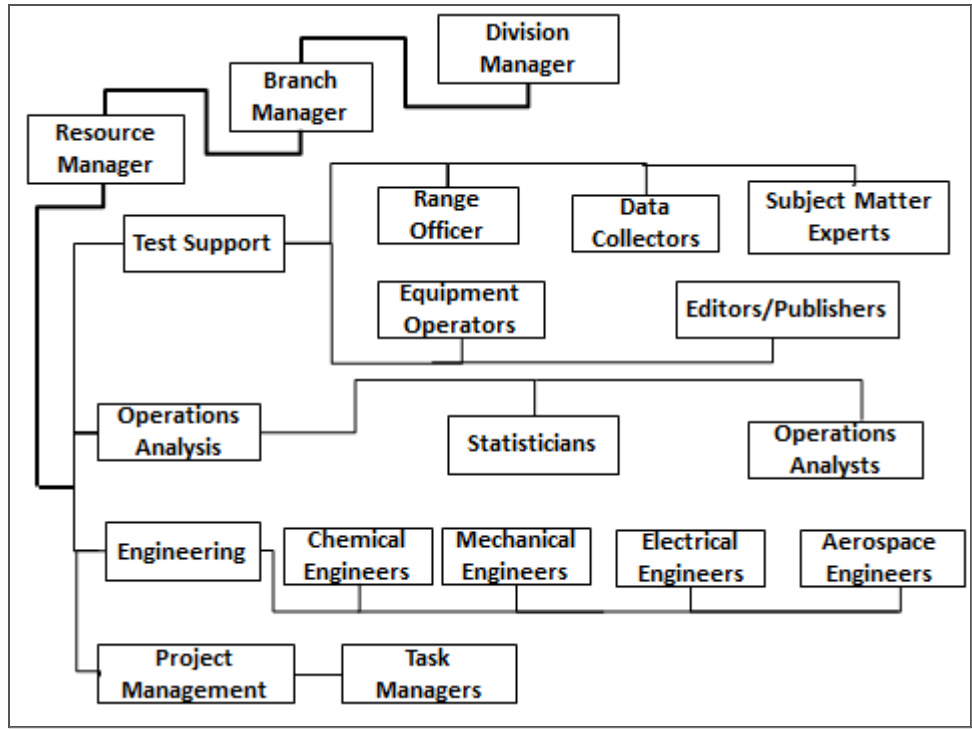 Division
Manager
Branch
Manager
Resource
Manager
Test Support
Range
Officer
Data
Collectors
Subject Matter
Experts
Equipment
Operators
Editors/Publishers
Operations
Analysis
Statisticians
Operations
Analysts
Engineering
Chemical
Engineers
Mechanical
Engineers
Electrical
Engineers
Aerospace
Engineers
Project
Management
Task
Managers